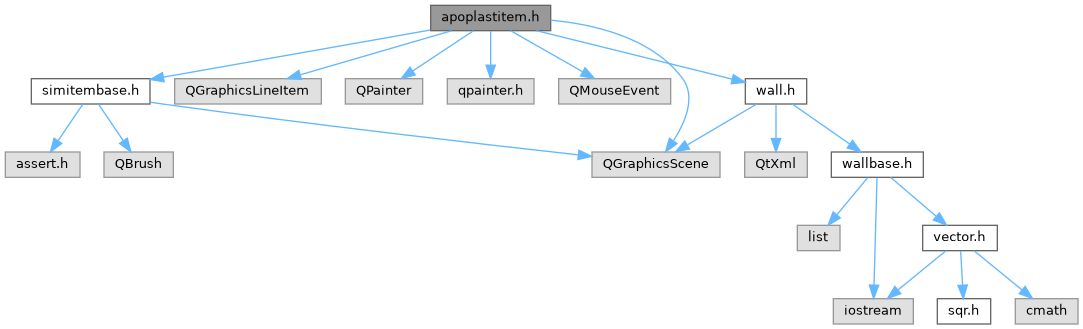 apoplastitem.h
simitembase.h
QGraphicsLineItem
QPainter
qpainter.h
QMouseEvent
wall.h
assert.h
QBrush
QGraphicsScene
QtXml
wallbase.h
list
vector.h
iostream
sqr.h
cmath